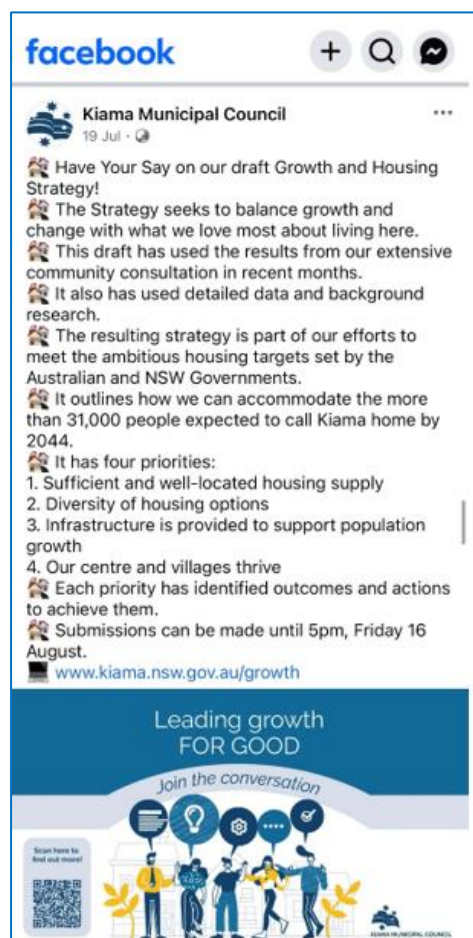 facebook
Kiama Municipal Council
19 Jul ·
Have Your Say on our draft Growth and Housing
Strategy!
The Strategy seeks to balance growth and
change with what we love most about living here.
This draft has used the results from our extensive
community consultation in recent months.
It also has used detailed data and background
research.
The resulting strategy is part of our efforts to
meet the ambitious housing targets set by the
Australian and NSW Governments.
It outlines how we can accommodate the more
than 31,000 people expected to call Kiama home by
2044.
It has four priorities:
1. Sufficient and well-located housing supply
2. Diversity of housing options
3. Infrastructure is provided to support population
growth
4. Our centre and villages thrive
Each priority has identified outcomes and actions
to achieve them.
Submissions can be made until 5pm, Friday 16
August.
www.kiama.nsw.gov.au/growth
Leading growth
FOR GOOD
Join the conversation
Scan here to
find out more!
KIAMA MUNICIPAL COUNCIL